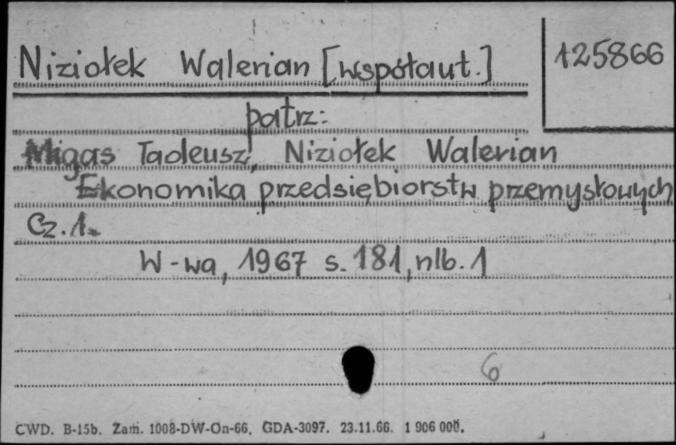 Niziołek Walerian [współaut.] 125866
patrz:
Migas Tadeusz, Niziołek Walerian
Ekonomika przedsiębiorstw przemysłowych
Cz. 1.
W-wa, 1967 s. 181, nlb. 1
6
CWD. B-15b. Zam. 1008-DW-On-66. GDA-3097. 23.11.66. 1 906 000.